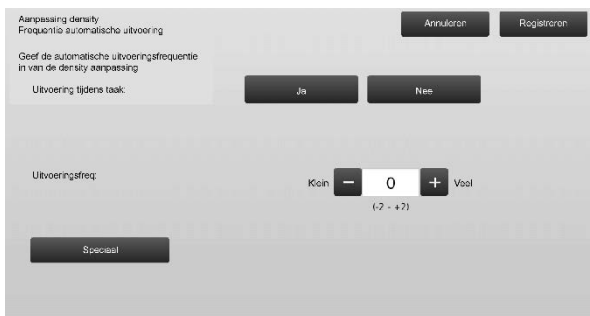 Aanpassing density
Frequentie automatische uitvoering
Annuleren
Registreren
Geef de automatische uitvoeringsfrequentie
in van de density aanpassing
Uitvoering tijdens taak:
Ja
Nee
Uitvoeringsfreq:
Klein
−
0
+
Veel
(-2 - +2)
Speciaal